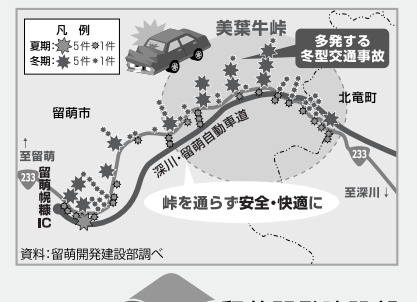 凡例
夏期:5件 1件
冬期:5件 1件
美葉牛峠
多発する
冬型交通事故
北竜町
留萌市
↑
至留萌
233
留萌幌糠IC
深川・留萌自動車道
233
至深川↓
峠を通らず安全・快適に
資料:留萌開発建設部調べ